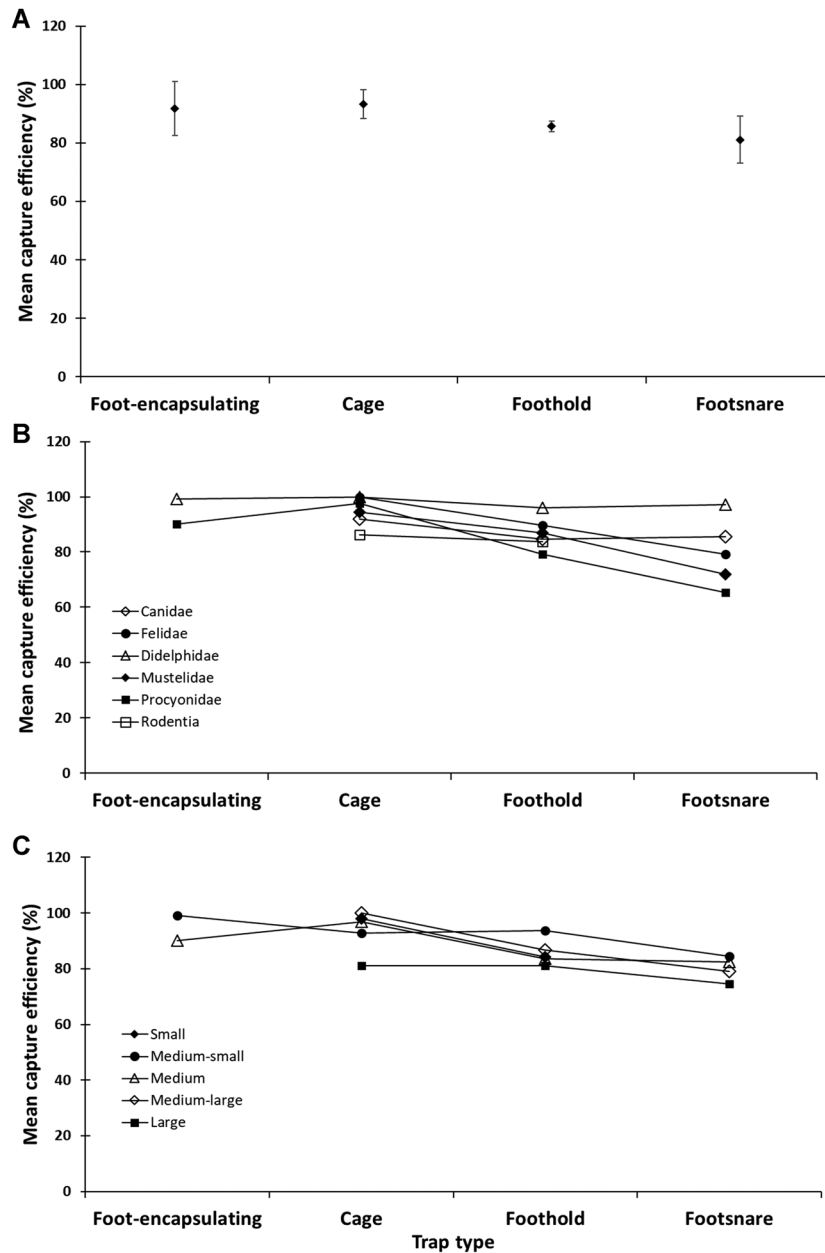 A
Mean capture efficiency (%)
120
100
80
60
40
20
0
Foot-encapsulating Cage Foothold Footsnare
B
Mean capture efficiency (%)
120
100
80
60
40
20
0
Canidae
Felidae
Didelphidae
Mustelidae
Procyonidae
Rodentia
Foot-encapsulating Cage Foothold Footsnare
C
Mean capture efficiency (%)
120
100
80
60
40
20
0
Small
Medium-small
Medium
Medium-large
Large
Foot-encapsulating Cage Foothold Footsnare
Trap type